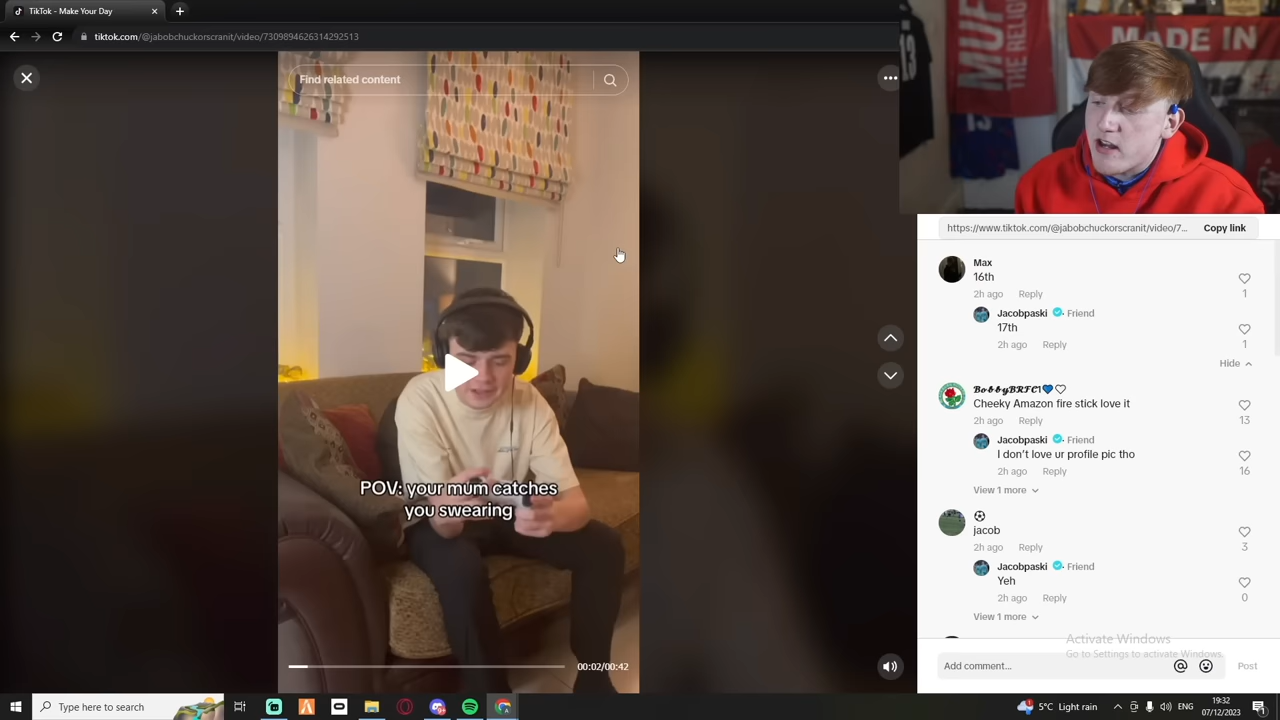 TikTok - Make Your Day
tiktok.com/@jabobchuckorscranit/video/7309894626314292513
Find related content
POV: your mum catches
you swearing
00:02/00:42
MADE IN
THE RELIG
https://www.tiktok.com/@jabobchuckorscranit/video/7...
Copy link
Max
16th
2h ago Reply
1
Jacobpaski · Friend
17th
2h ago Reply
1
Hide
𝓑𝓸𝓫𝓫𝔂𝓑𝓡𝓕𝓒1💙🤍
Cheeky Amazon fire stick love it
2h ago Reply
13
Jacobpaski · Friend
I don't love ur profile pic tho
2h ago Reply
16
View 1 more
⚽
jacob
2h ago Reply
3
Jacobpaski · Friend
Yeh
2h ago Reply
0
View 1 more
Activate Windows
Go to Settings to activate Windows.
Add comment...
Post
Type here to search
5°C Light rain
19:32
07/12/2023